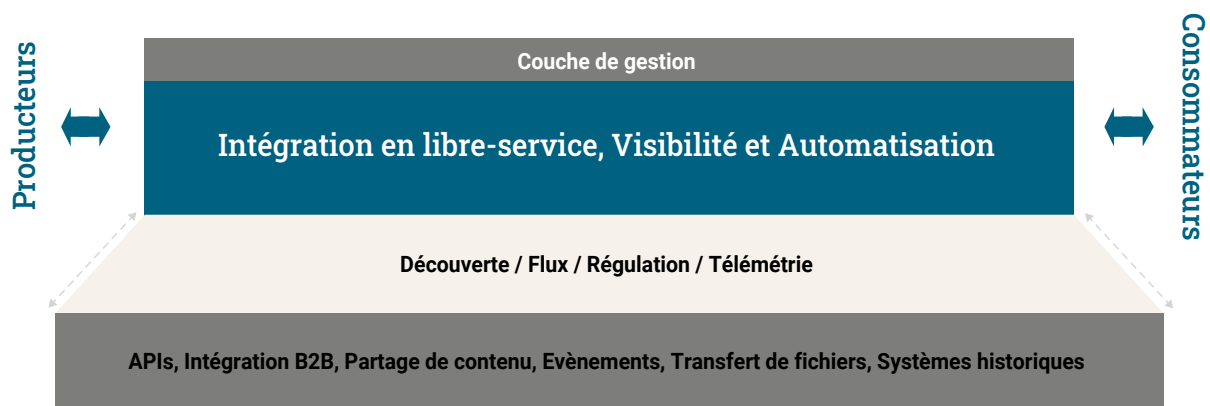 Producteurs
Couche de gestion
Intégration en libre-service, Visibilité et Automatisation
Consommateurs
Découverte / Flux / Régulation / Télémétrie
APIs, Intégration B2B, Partage de contenu, Evènements, Transfert de fichiers, Systèmes historiques